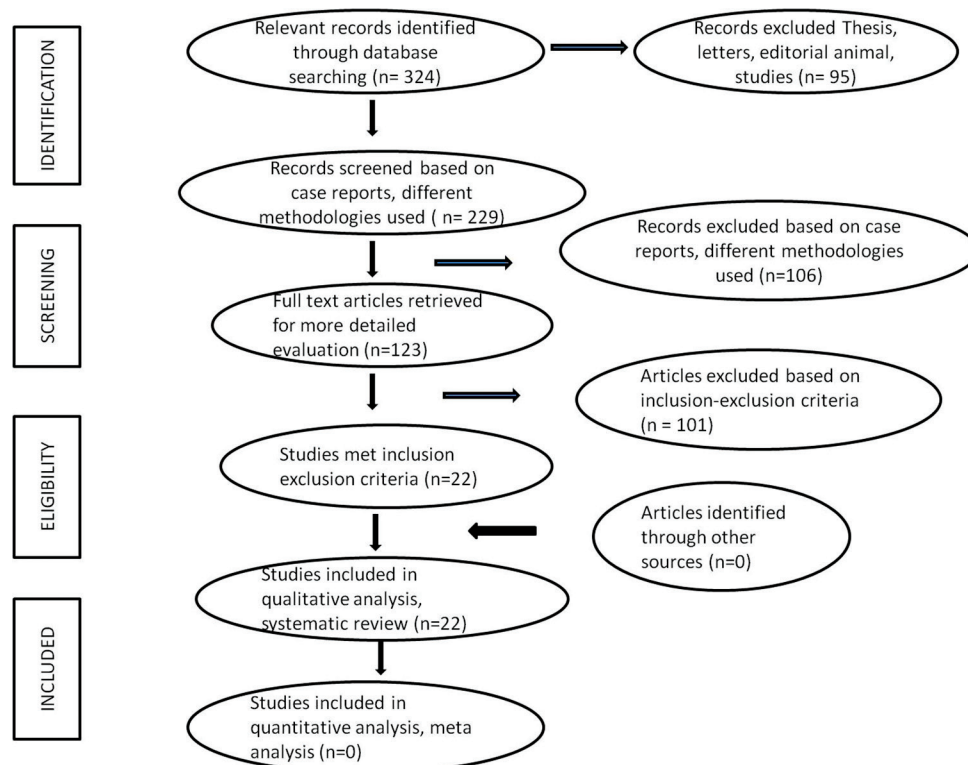 IDENTIFICATION
Relevant records identified
through database
searching (n= 324)
Records excluded Thesis,
letters, editorial animal,
studies (n= 95)
Records screened based on
case reports, different
methodologies used ( n= 229)
SCREENING
Records excluded based on case
reports, different methodologies
used (n=106)
Full text articles retrieved
for more detailed
evaluation (n=123)
Articles excluded based on
inclusion-exclusion criteria
(n = 101)
ELIGIBILITY
Studies met inclusion
exclusion criteria (n=22)
Articles identified
through other
sources (n=0)
Studies included in
qualitative analysis,
systematic review (n=22)
INCLUDED
Studies included in
quantitative analysis, meta
analysis (n=0)